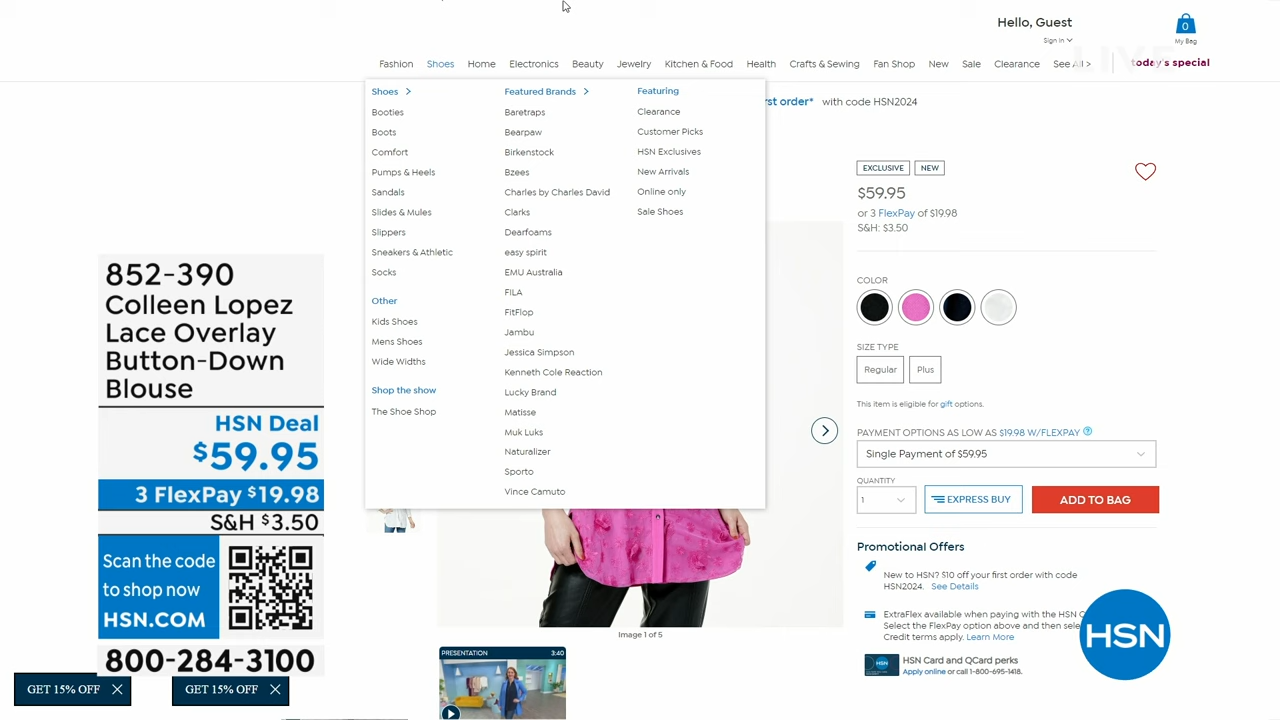 Hello, Guest
Sign In
0
My Bag
Fashion
Shoes
Home
Electronics
Beauty
Jewelry
Kitchen & Food
Health
Crafts & Sewing
Fan Shop
New
Sale
Clearance
See All >
LIVE
today's special
Shoes
Booties
Boots
Comfort
Pumps & Heels
Sandals
Slides & Mules
Slippers
Sneakers & Athletic
Socks
Other
Kids Shoes
Mens Shoes
Wide Widths
Shop the show
The Shoe Shop
Featured Brands
Baretraps
Bearpaw
Birkenstock
Bzees
Charles by Charles David
Clarks
Dearfoams
easy spirit
EMU Australia
FILA
FitFlop
Jambu
Jessica Simpson
Kenneth Cole Reaction
Lucky Brand
Matisse
Muk Luks
Naturalizer
Sporto
Vince Camuto
Featuring
Clearance
Customer Picks
HSN Exclusives
New Arrivals
Online only
Sale Shoes
order* with code HSN2024
EXCLUSIVE
NEW
$59.95
or 3 FlexPay of $19.98
S&H: $3.50
COLOR
SIZE TYPE
Regular
Plus
This item is eligible for gift options.
PAYMENT OPTIONS AS LOW AS $19.98 W/FLEXPAY
Single Payment of $59.95
QUANTITY
1
EXPRESS BUY
ADD TO BAG
Promotional Offers
New to HSN? $10 off your first order with code
HSN2024. See Details
ExtraFlex available when paying with the HSN
Select the FlexPay option above and then
Credit terms apply. Learn More
HSN
HSN Card and QCard perks
Apply online or call 1-800-695-1418.
HSN
852-390
Colleen Lopez
Lace Overlay
Button-Down
Blouse
HSN Deal
$59.95
3 FlexPay $19.98
S&H $3.50
Scan the code
to shop now
HSN.COM
800-284-3100
GET 15% OFF
GET 15% OFF
Image 1 of 5
PRESENTATION
3:40